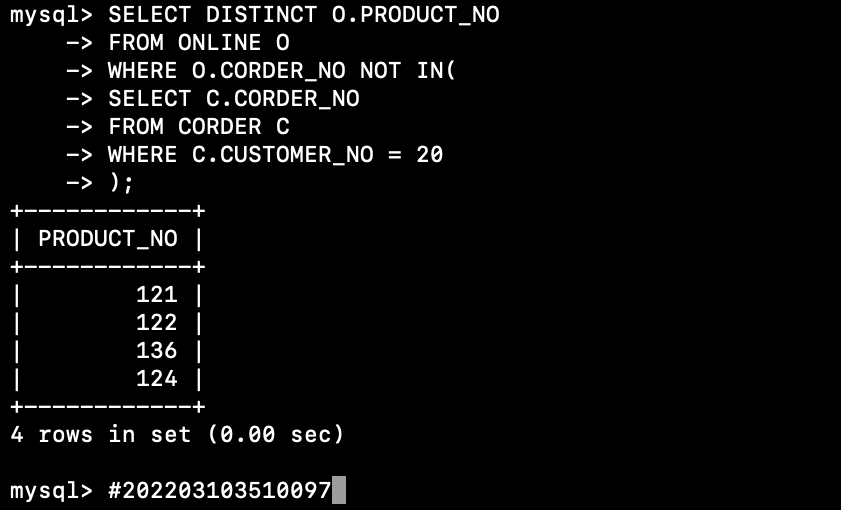 mysql> SELECT DISTINCT O.PRODUCT_NO
    -> FROM ONLINE O
    -> WHERE O.CORDER_NO NOT IN(
    -> SELECT C.CORDER_NO
    -> FROM CORDER C
    -> WHERE C.CUSTOMER_NO = 20
    -> );
+------------+
| PRODUCT_NO |
+------------+
|        121 |
|        122 |
|        136 |
|        124 |
+------------+
4 rows in set (0.00 sec)
mysql> #202203103510097